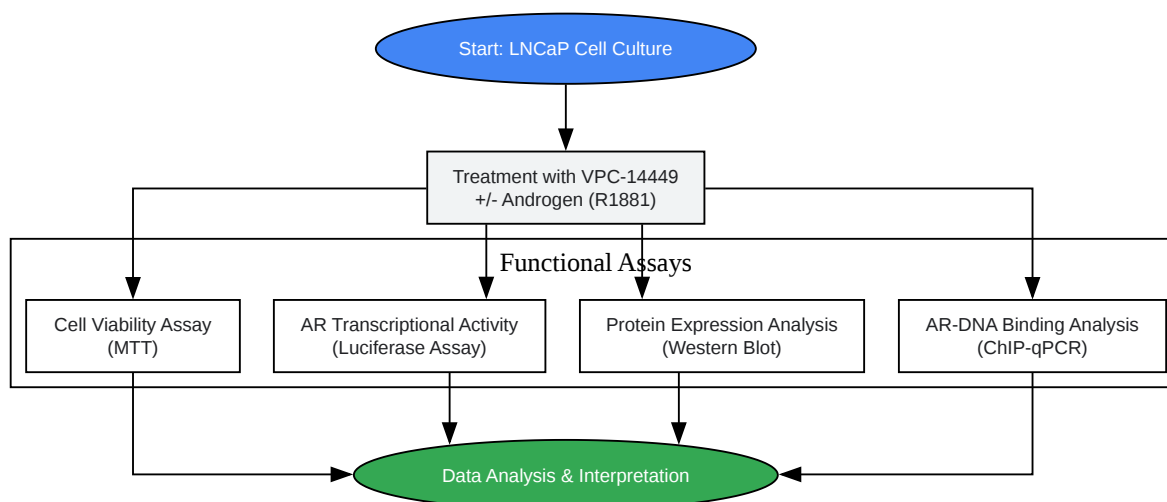 Start: LNCaP Cell Culture
Treatment with VPC-14449
+/- Androgen (R1881)
Functional Assays
Cell Viability Assay
(MTT)
AR Transcriptional Activity
(Luciferase Assay)
Protein Expression Analysis
(Western Blot)
AR-DNA Binding Analysis
(ChIP-qPCR)
Data Analysis & Interpretation